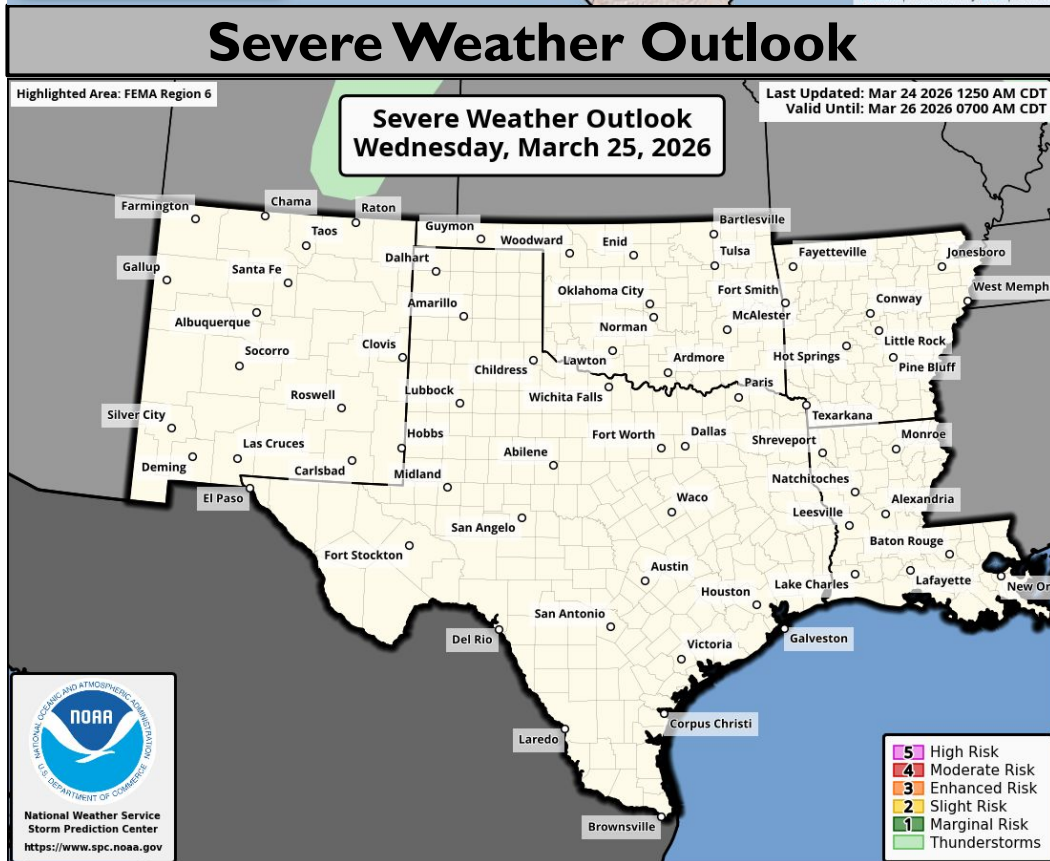 Severe Weather Outlook
Highlighted Area: FEMA Region 6
Last Updated: Mar 24 2026 1250 AM CDT
Valid Until: Mar 26 2026 0700 AM CDT
Severe Weather Outlook
Wednesday, March 25, 2026
Farmington
Chama
Raton
Taos
Guymon
Woodward
Enid
Bartlesville
Tulsa
Fayetteville
Jonesboro
Gallup
Santa Fe
Dalhart
Oklahoma City
Fort Smith
West Memph
Albuquerque
Amarillo
Norman
McAlester
Conway
Socorro
Clovis
Childress
Lawton
Ardmore
Hot Springs
Little Rock
Pine Bluff
Roswell
Lubbock
Wichita Falls
Paris
Texarkana
Silver City
Las Cruces
Hobbs
Abilene
Fort Worth
Dallas
Shreveport
Monroe
Deming
Carlsbad
Midland
Natchitoches
El Paso
San Angelo
Waco
Leesville
Alexandria
Fort Stockton
Baton Rouge
Austin
Houston
Lake Charles
Lafayette
New Or
San Antonio
Del Rio
Victoria
Galveston
Laredo
Corpus Christi
Brownsville
NATIONAL OCEANIC AND ATMOSPHERIC ADMINISTRATION
NOAA
U.S. DEPARTMENT OF COMMERCE
National Weather Service
Storm Prediction Center
https://www.spc.noaa.gov
5 High Risk
4 Moderate Risk
3 Enhanced Risk
2 Slight Risk
1 Marginal Risk
Thunderstorms